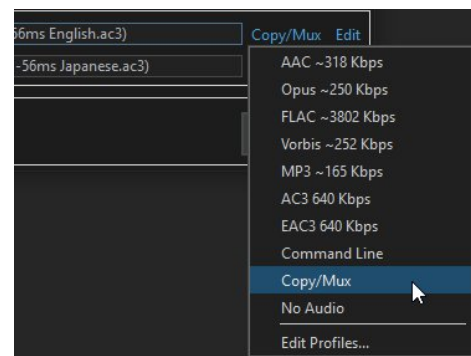 56ms English.ac3) Copy/Mux Edit
-56ms Japanese.ac3)
AAC ~318 Kbps
Opus ~250 Kbps
FLAC ~3802 Kbps
Vorbis ~252 Kbps
MP3 ~165 Kbps
AC3 640 Kbps
EAC3 640 Kbps
Command Line
Copy/Mux
No Audio
Edit Profiles...